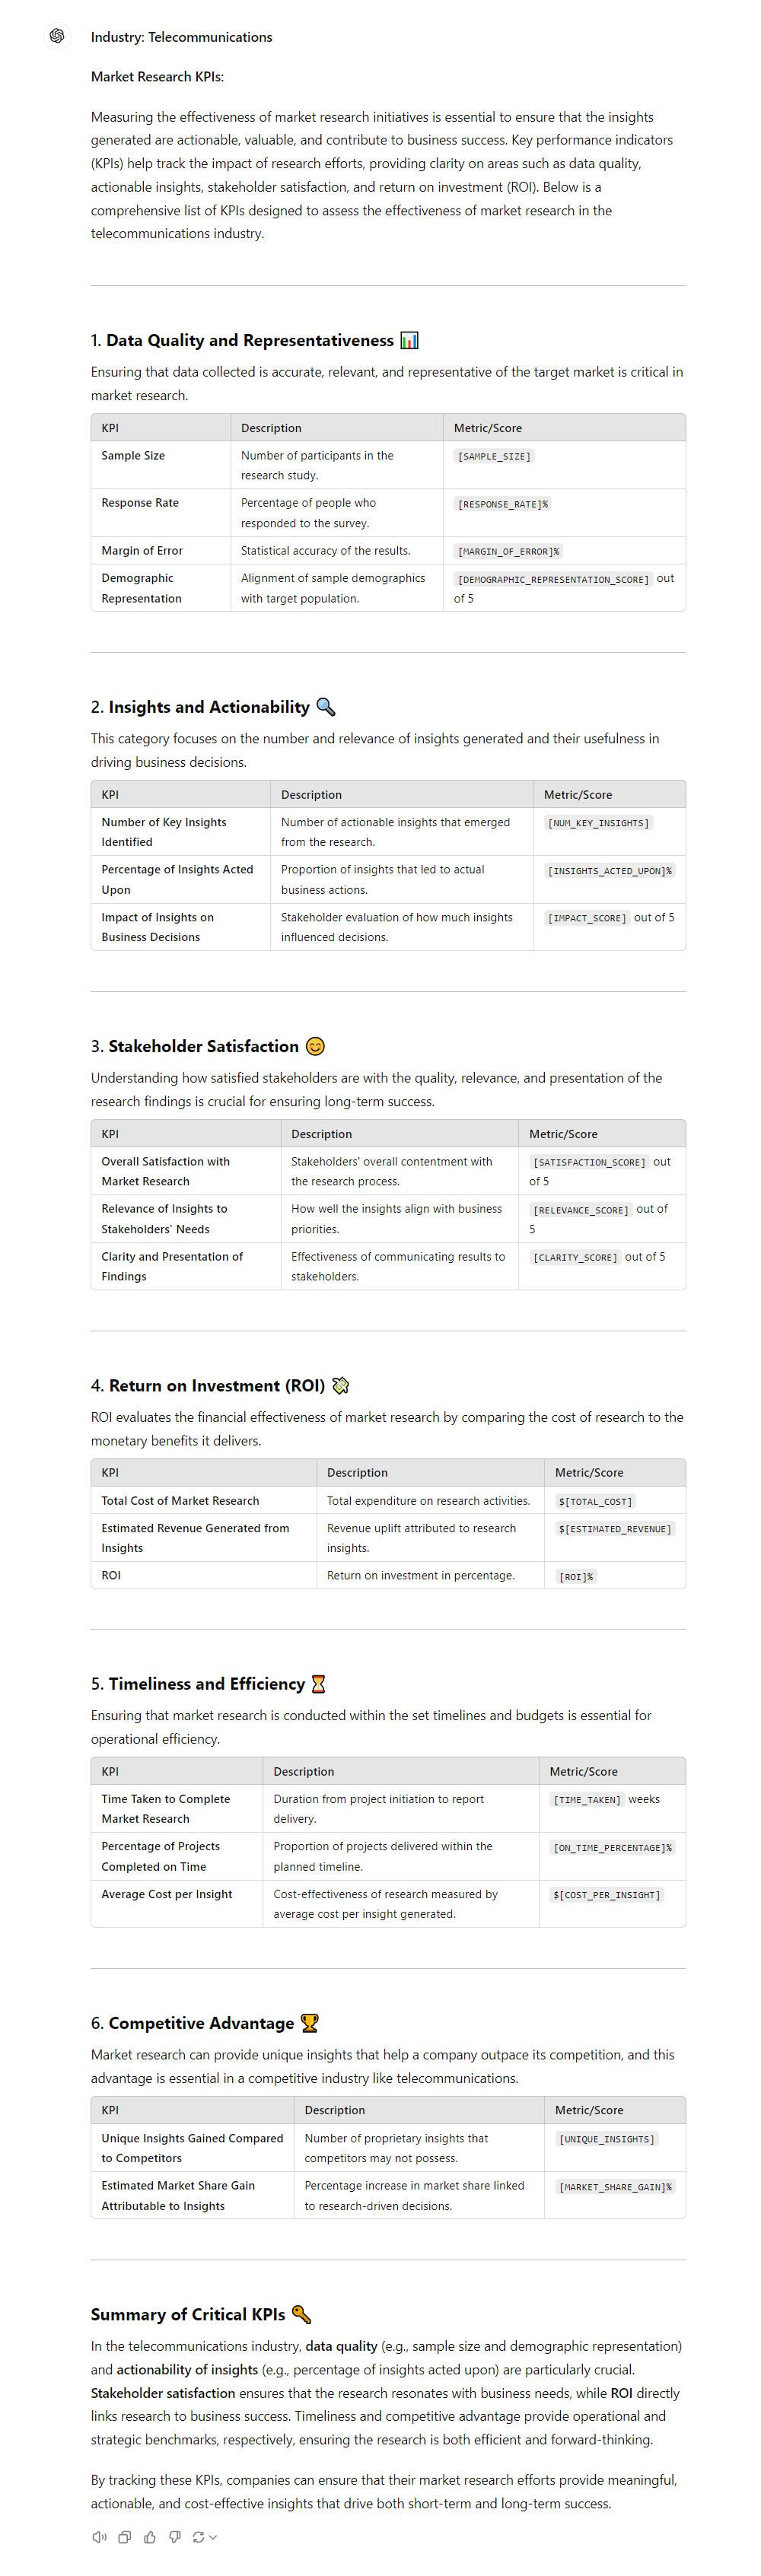 Industry: Telecommunications
Market Research KPIs:
Measuring the effectiveness of market research initiatives is essential to ensure that the insights
generated are actionable, valuable, and contribute to business success. Key performance indicators
(KPIs) help track the impact of research efforts, providing clarity on areas such as data quality,
actionable insights, stakeholder satisfaction, and return on investment (ROI). Below is a
comprehensive list of KPIs designed to assess the effectiveness of market research in the
telecommunications industry.
1. Data Quality and Representativeness 📊
Ensuring that data collected is accurate, relevant, and representative of the target market is critical in
market research.
KPI Description Metric/Score
Sample Size Number of participants in the [SAMPLE_SIZE]
research study.
Response Rate Percentage of people who [RESPONSE_RATE]%
responded to the survey.
Margin of Error Statistical accuracy of the results. [MARGIN_OF_ERROR]%
Demographic Alignment of sample demographics [DEMOGRAPHIC_REPRESENTATION_SCORE] out
Representation with target population. of 5
2. Insights and Actionability 🔍
This category focuses on the number and relevance of insights generated and their usefulness in
driving business decisions.
KPI Description Metric/Score
Number of Key Insights Number of actionable insights that emerged [NUM_KEY_INSIGHTS]
Identified from the research.
Percentage of Insights Acted Proportion of insights that led to actual [INSIGHTS_ACTED_UPON]%
Upon business actions.
Impact of Insights on Stakeholder evaluation of how much insights [IMPACT_SCORE] out of 5
Business Decisions influenced decisions.
3. Stakeholder Satisfaction 😊
Understanding how satisfied stakeholders are with the quality, relevance, and presentation of the
research findings is crucial for ensuring long-term success.
KPI Description Metric/Score
Overall Satisfaction with Stakeholders' overall contentment with [SATISFACTION_SCORE] out
Market Research the research process. of 5
Relevance of Insights to How well the insights align with business [RELEVANCE_SCORE] out of
Stakeholders' Needs priorities. 5
Clarity and Presentation of Effectiveness of communicating results to [CLARITY_SCORE] out of 5
Findings stakeholders.
4. Return on Investment (ROI) 💸
ROI evaluates the financial effectiveness of market research by comparing the cost of research to the
monetary benefits it delivers.
KPI Description Metric/Score
Total Cost of Market Research Total expenditure on research activities. $[TOTAL_COST]
Estimated Revenue Generated from Revenue uplift attributed to research $[ESTIMATED_REVENUE]
Insights insights.
ROI Return on investment in percentage. [ROI]%
5. Timeliness and Efficiency ⏳
Ensuring that market research is conducted within the set timelines and budgets is essential for
operational efficiency.
KPI Description Metric/Score
Time Taken to Complete Duration from project initiation to report [TIME_TAKEN] weeks
Market Research delivery.
Percentage of Projects Proportion of projects delivered within the [ON_TIME_PERCENTAGE]%
Completed on Time planned timeline.
Average Cost per Insight Cost-effectiveness of research measured by $[COST_PER_INSIGHT]
average cost per insight generated.
6. Competitive Advantage 🏆
Market research can provide unique insights that help a company outpace its competition, and this
advantage is essential in a competitive industry like telecommunications.
KPI Description Metric/Score
Unique Insights Gained Compared Number of proprietary insights that [UNIQUE_INSIGHTS]
to Competitors competitors may not possess.
Estimated Market Share Gain Percentage increase in market share linked [MARKET_SHARE_GAIN]%
Attributable to Insights to research-driven decisions.
Summary of Critical KPIs 🔑
In the telecommunications industry, data quality (e.g., sample size and demographic representation)
and actionability of insights (e.g., percentage of insights acted upon) are particularly crucial.
Stakeholder satisfaction ensures that the research resonates with business needs, while ROI directly
links research to business success. Timeliness and competitive advantage provide operational and
strategic benchmarks, respectively, ensuring the research is both efficient and forward-thinking.
By tracking these KPIs, companies can ensure that their market research efforts provide meaningful,
actionable, and cost-effective insights that drive both short-term and long-term success.